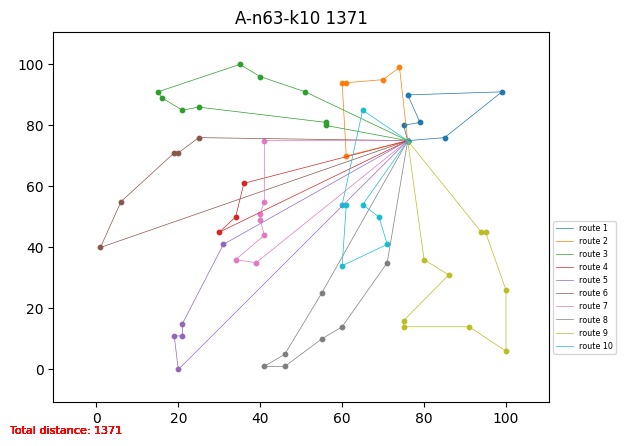 A-n63-k10 1371
100
80
60
40
20
0
0 20 40 60 80 100
route 1
route 2
route 3
route 4
route 5
route 6
route 7
route 8
route 9
route 10
Total distance: 1371